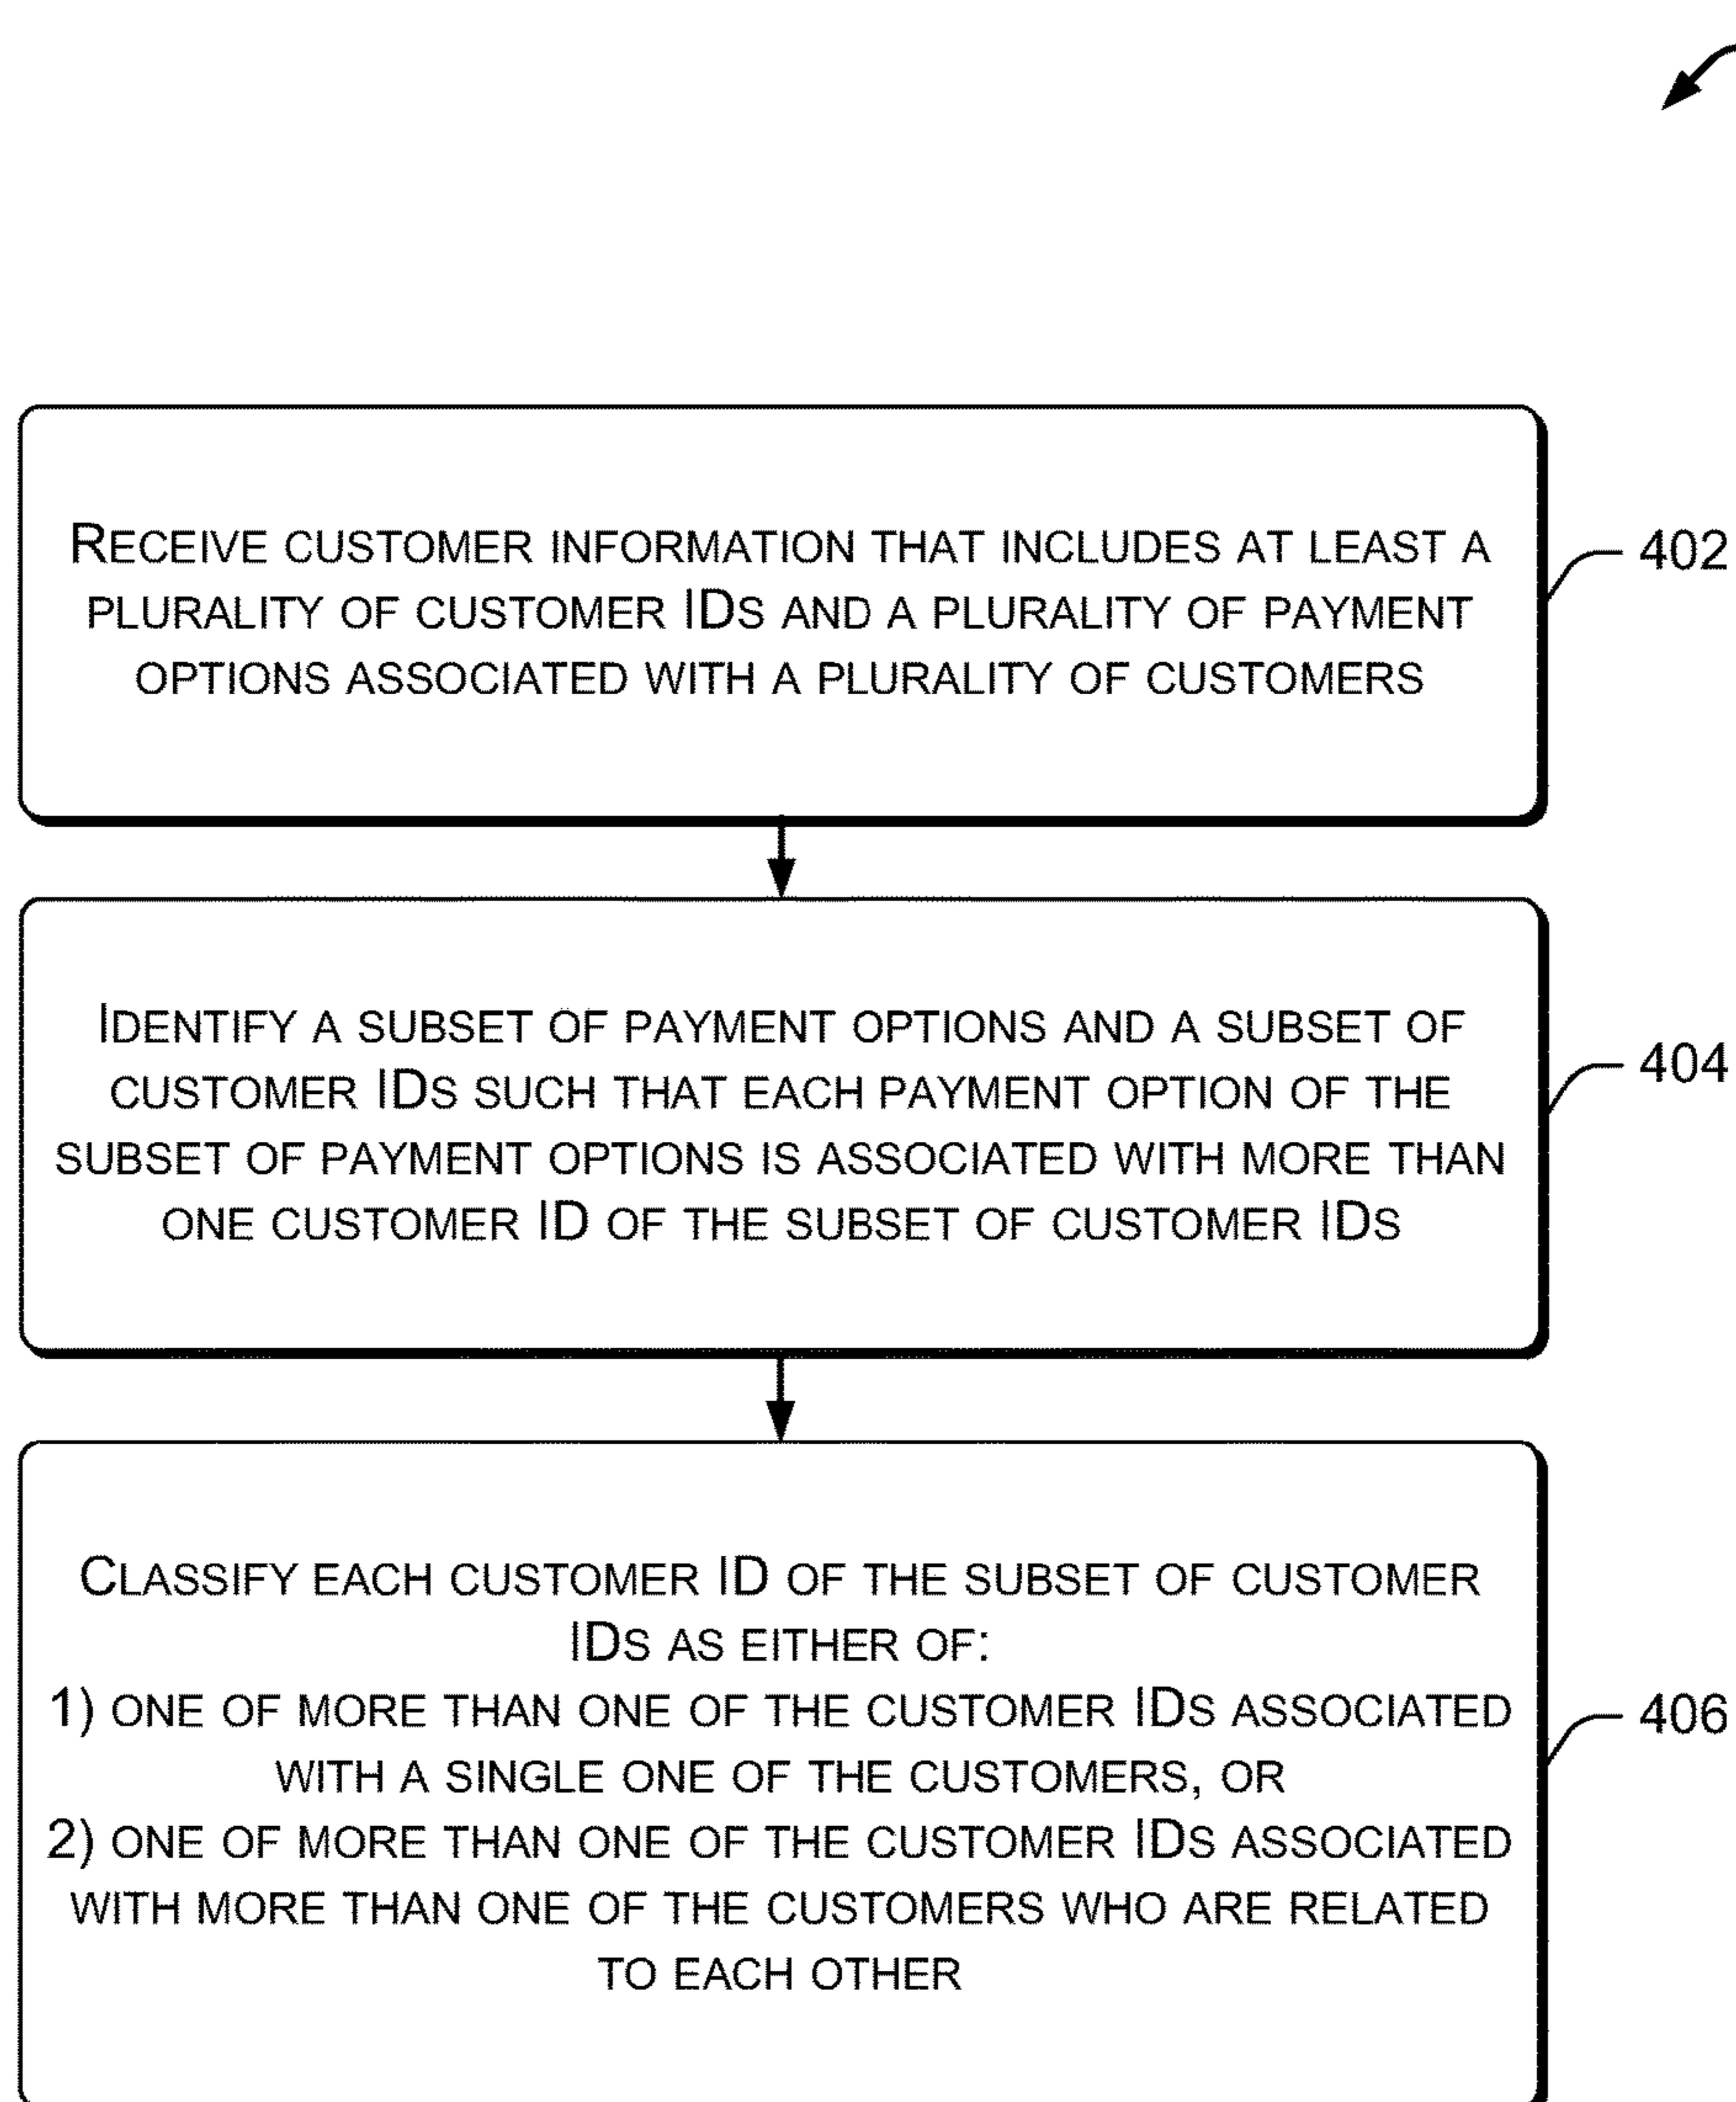 RECEIVE CUSTOMER INFORMATION THAT INCLUDES AT LEAST A
PLURALITY OF CUSTOMER IDS AND A PLURALITY OF PAYMENT
OPTIONS ASSOCIATED WITH A PLURALITY OF CUSTOMERS
402
IDENTIFY A SUBSET OF PAYMENT OPTIONS AND A SUBSET OF
CUSTOMER IDS SUCH THAT EACH PAYMENT OPTION OF THE
SUBSET OF PAYMENT OPTIONS IS ASSOCIATED WITH MORE THAN
ONE CUSTOMER ID OF THE SUBSET OF CUSTOMER IDS
404
CLASSIFY EACH CUSTOMER ID OF THE SUBSET OF CUSTOMER
IDS AS EITHER OF:
1) ONE OF MORE THAN ONE OF THE CUSTOMER IDS ASSOCIATED
WITH A SINGLE ONE OF THE CUSTOMERS, OR
2) ONE OF MORE THAN ONE OF THE CUSTOMER IDS ASSOCIATED
WITH MORE THAN ONE OF THE CUSTOMERS WHO ARE RELATED
TO EACH OTHER
406